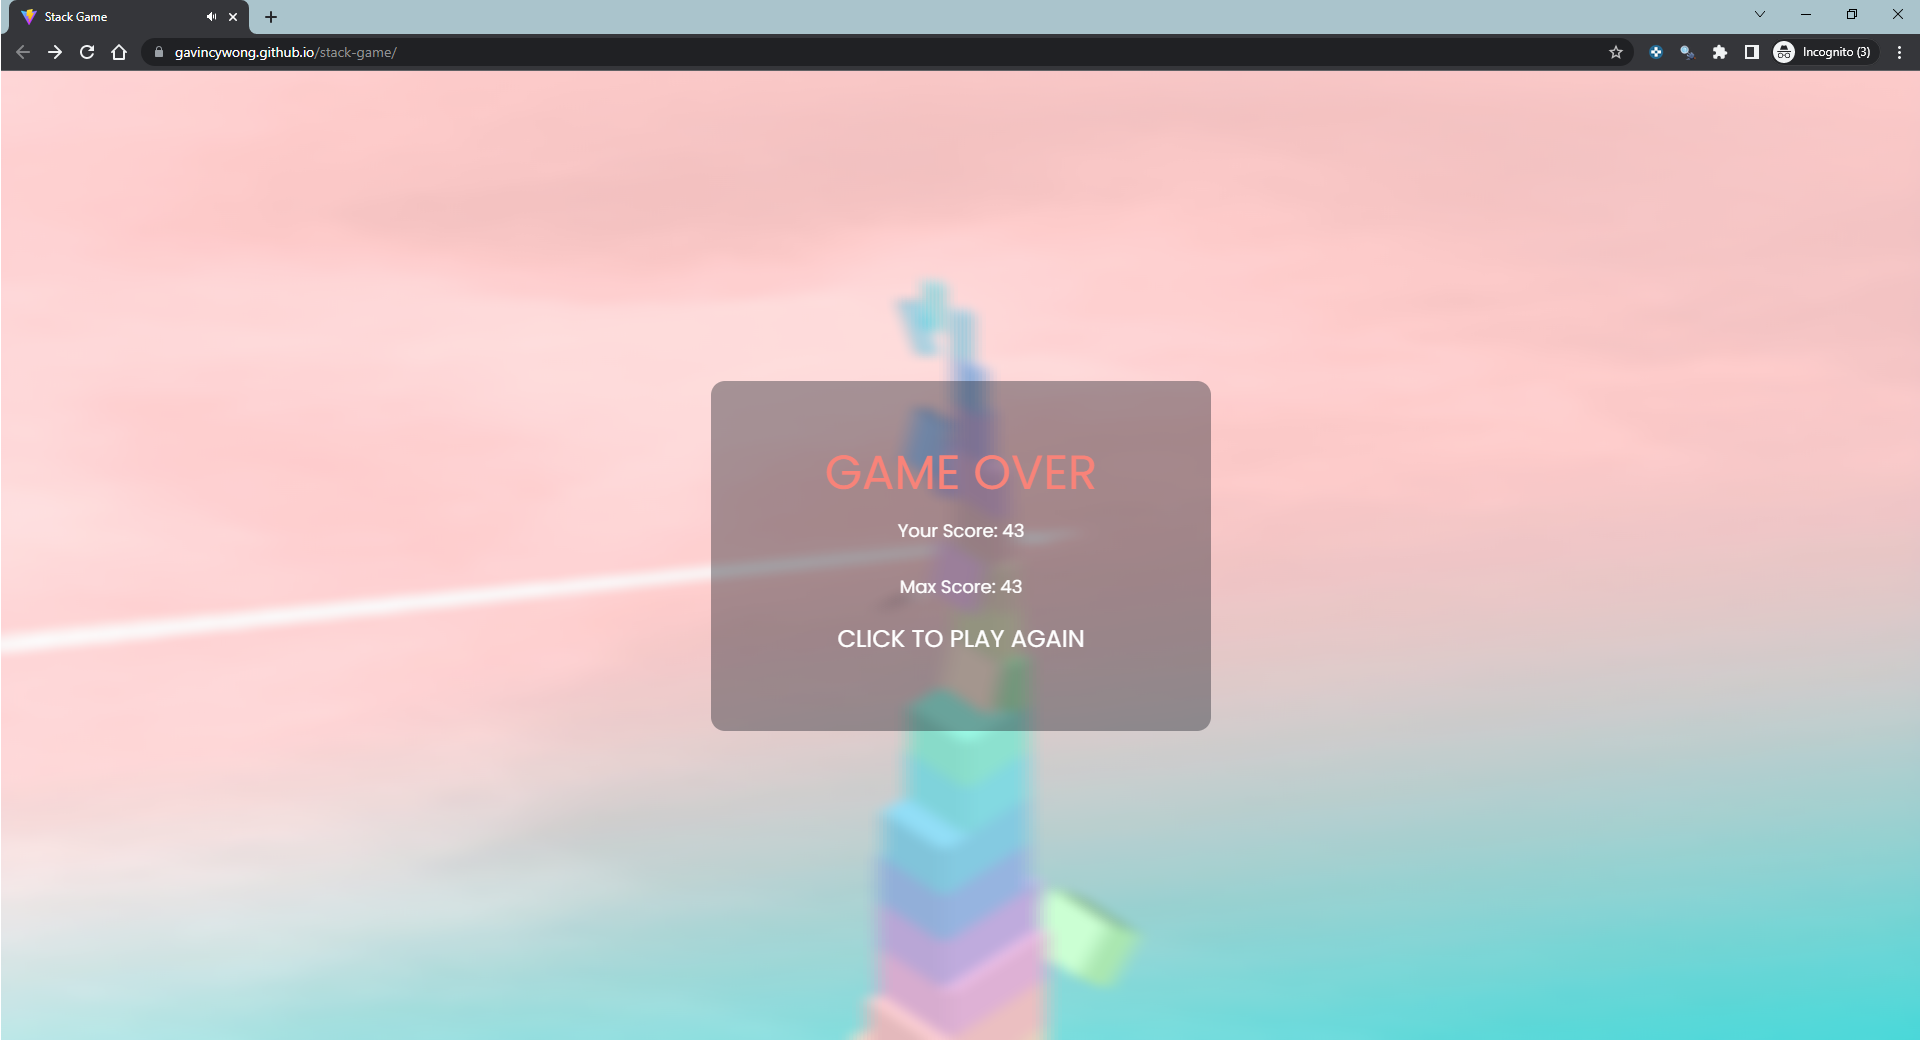 Stack Game
gavincywong.github.io/stack-game/
Incognito (3)
GAME OVER
Your Score: 43
Max Score: 43
CLICK TO PLAY AGAIN